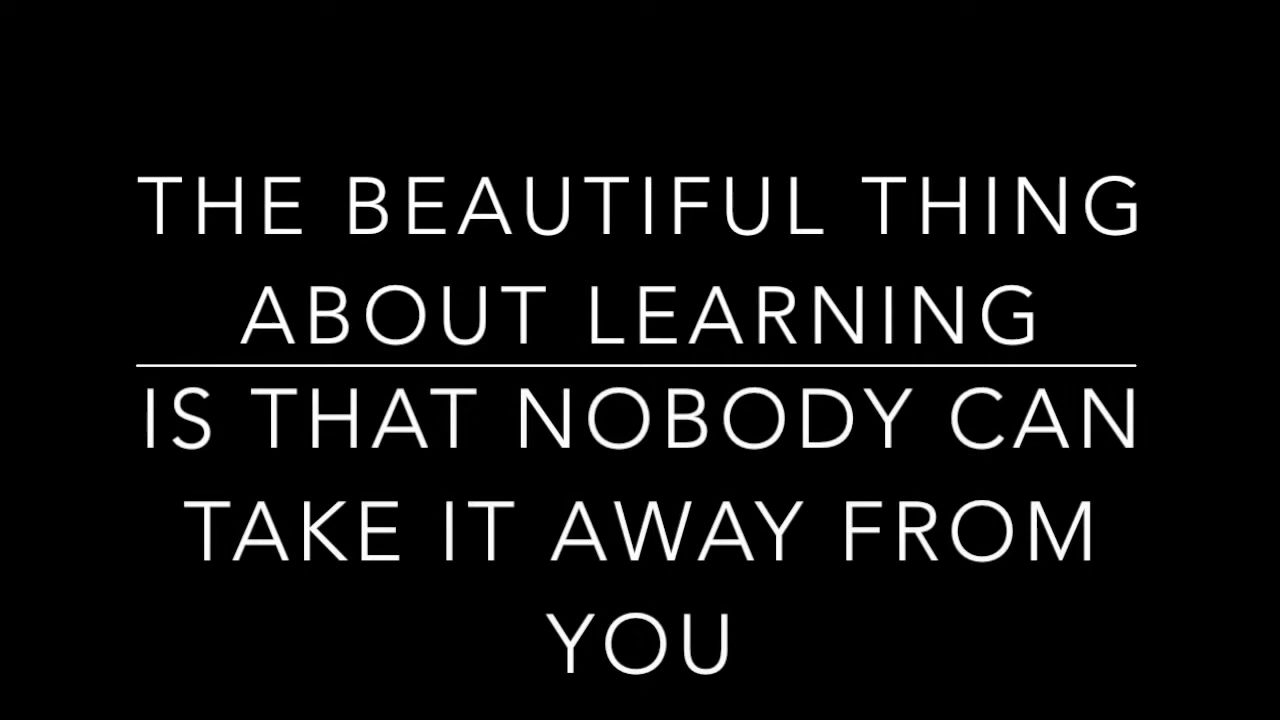 THE BEAUTIFUL THING
ABOUT LEARNING
IS THAT NOBODY CAN
TAKE IT AWAY FROM
YOU